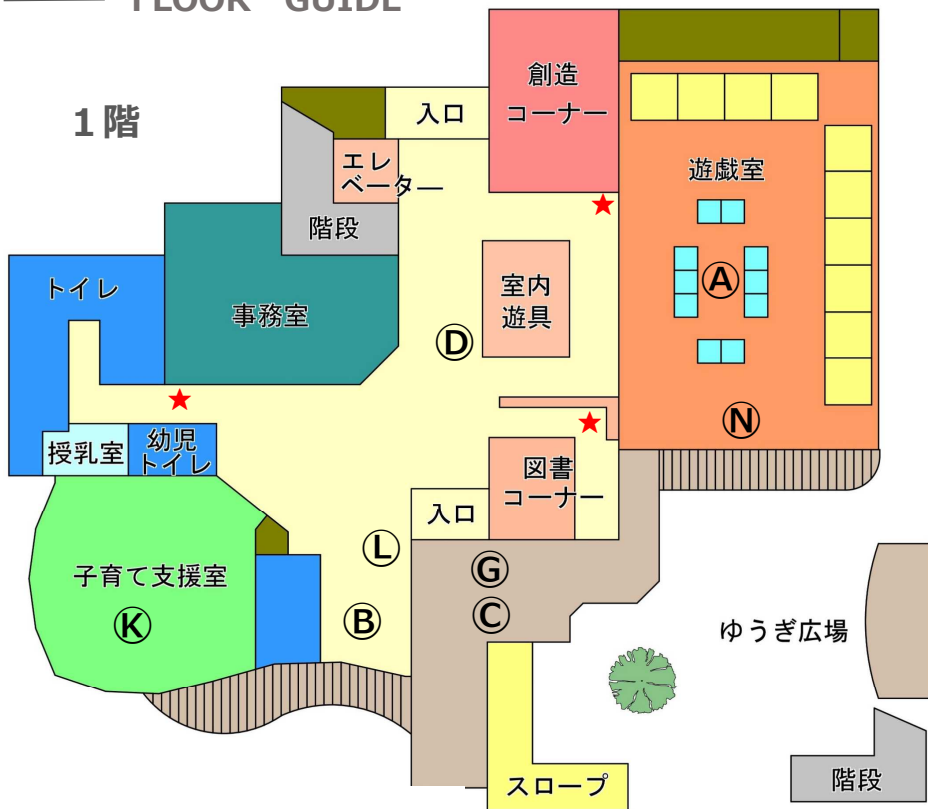 FLOOR GUIDE
1階
創造
コーナー
入口
エレ
ベーター
階段
遊戯室
トイレ
事務室
室内
遊具
Ⓐ
Ⓓ
Ⓝ
授乳室
幼児
トイレ
図書
コーナー
入口
Ⓛ
Ⓖ
子育て支援室
Ⓚ
Ⓑ
Ⓒ
ゆうぎ広場
スロープ
階段